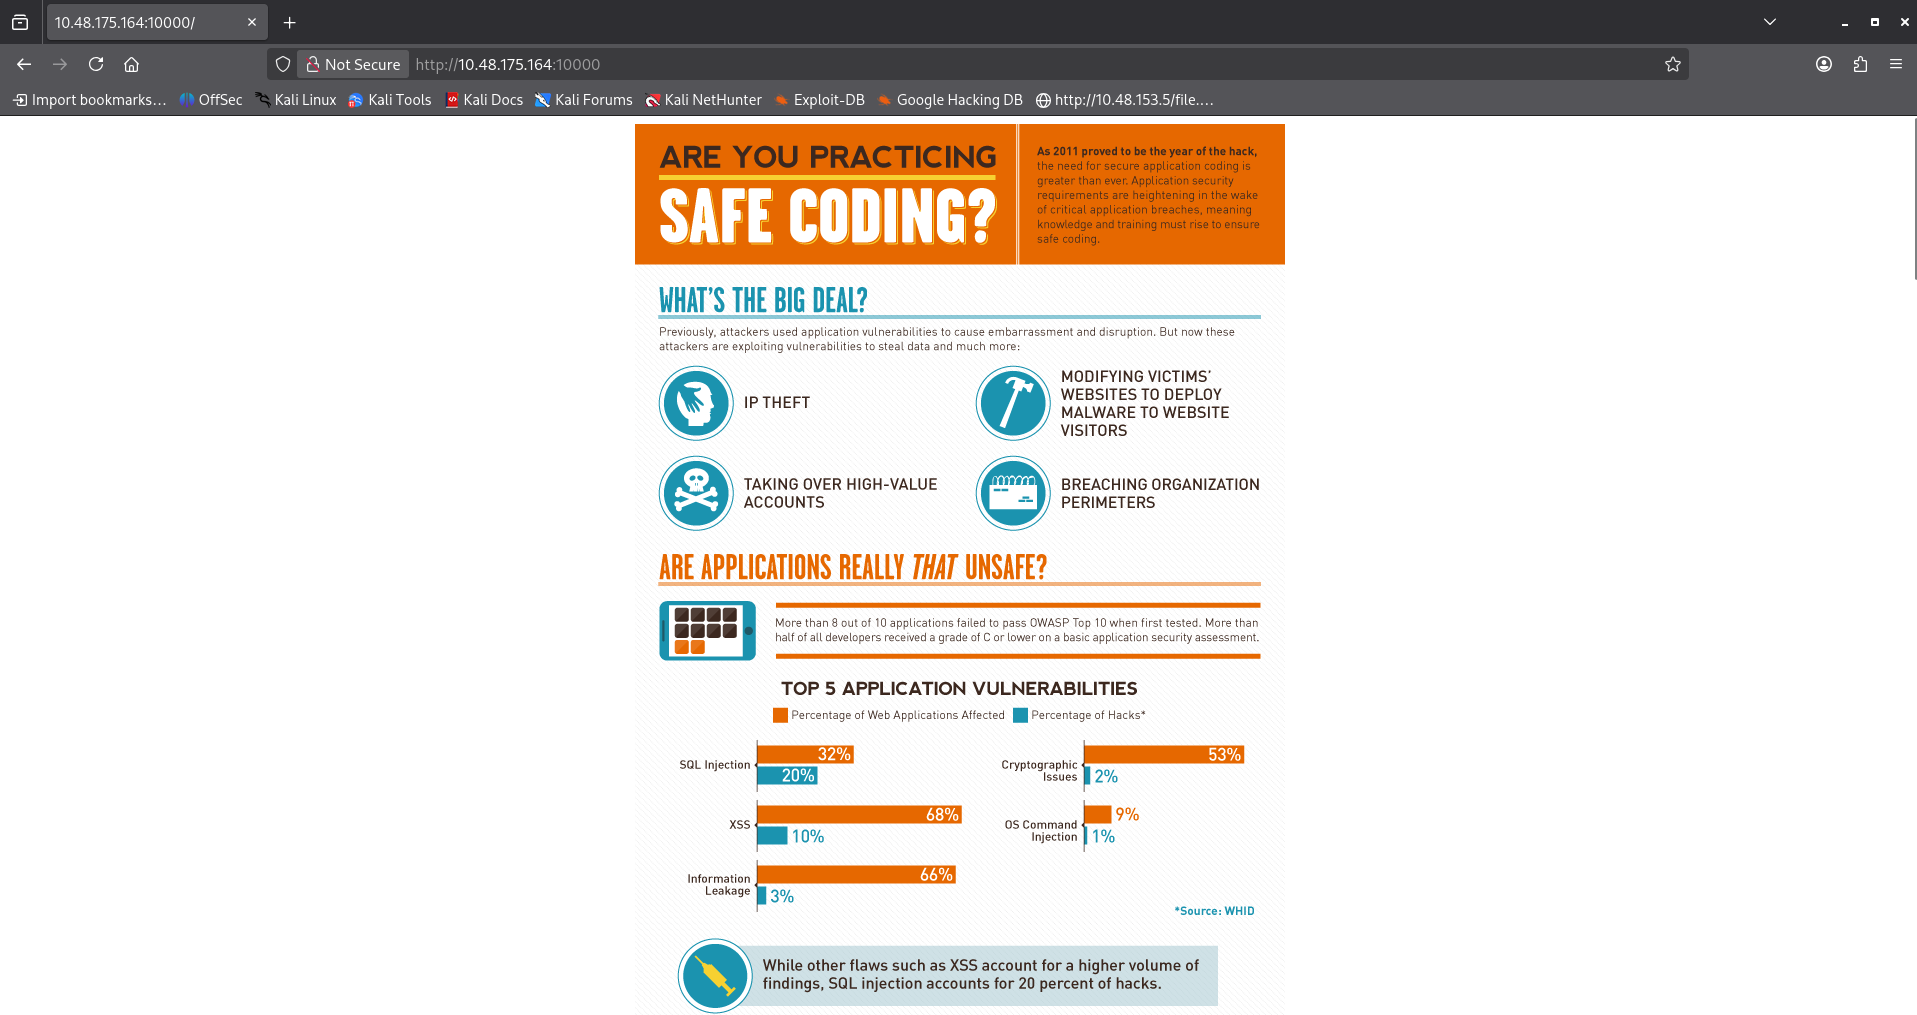 10.48.175.164:10000/
Not Secure
http://10.48.175.164:10000
Import bookmarks...
OffSec
Kali Linux
Kali Tools
Kali Docs
Kali Forums
Kali NetHunter
Exploit-DB
Google Hacking DB
http://10.48.153.5/file....
ARE YOU PRACTICING
SAFE CODING?
As 2011 proved to be the year of the hack,
the need for secure application coding is
greater than ever. Application security
requirements are heightening in the wake
of critical application breaches, meaning
knowledge and training must rise to ensure
safe coding.
WHAT'S THE BIG DEAL?
Previously, attackers used application vulnerabilities to cause embarrassment and disruption. But now these
attackers are exploiting vulnerabilities to steal data and much more:
IP THEFT
MODIFYING VICTIMS'
WEBSITES TO DEPLOY
MALWARE TO WEBSITE
VISITORS
TAKING OVER HIGH-VALUE
ACCOUNTS
BREACHING ORGANIZATION
PERIMETERS
ARE APPLICATIONS REALLY THAT UNSAFE?
More than 8 out of 10 applications failed to pass OWASP Top 10 when first tested. More than
half of all developers received a grade of C or lower on a basic application security assessment.
TOP 5 APPLICATION VULNERABILITIES
Percentage of Web Applications Affected
Percentage of Hacks*
SQL Injection
32%
20%
Cryptographic
Issues
53%
2%
XSS
68%
10%
OS Command
Injection
9%
1%
Information
Leakage
66%
3%
*Source: WHID
While other flaws such as XSS account for a higher volume of
findings, SQL injection accounts for 20 percent of hacks.